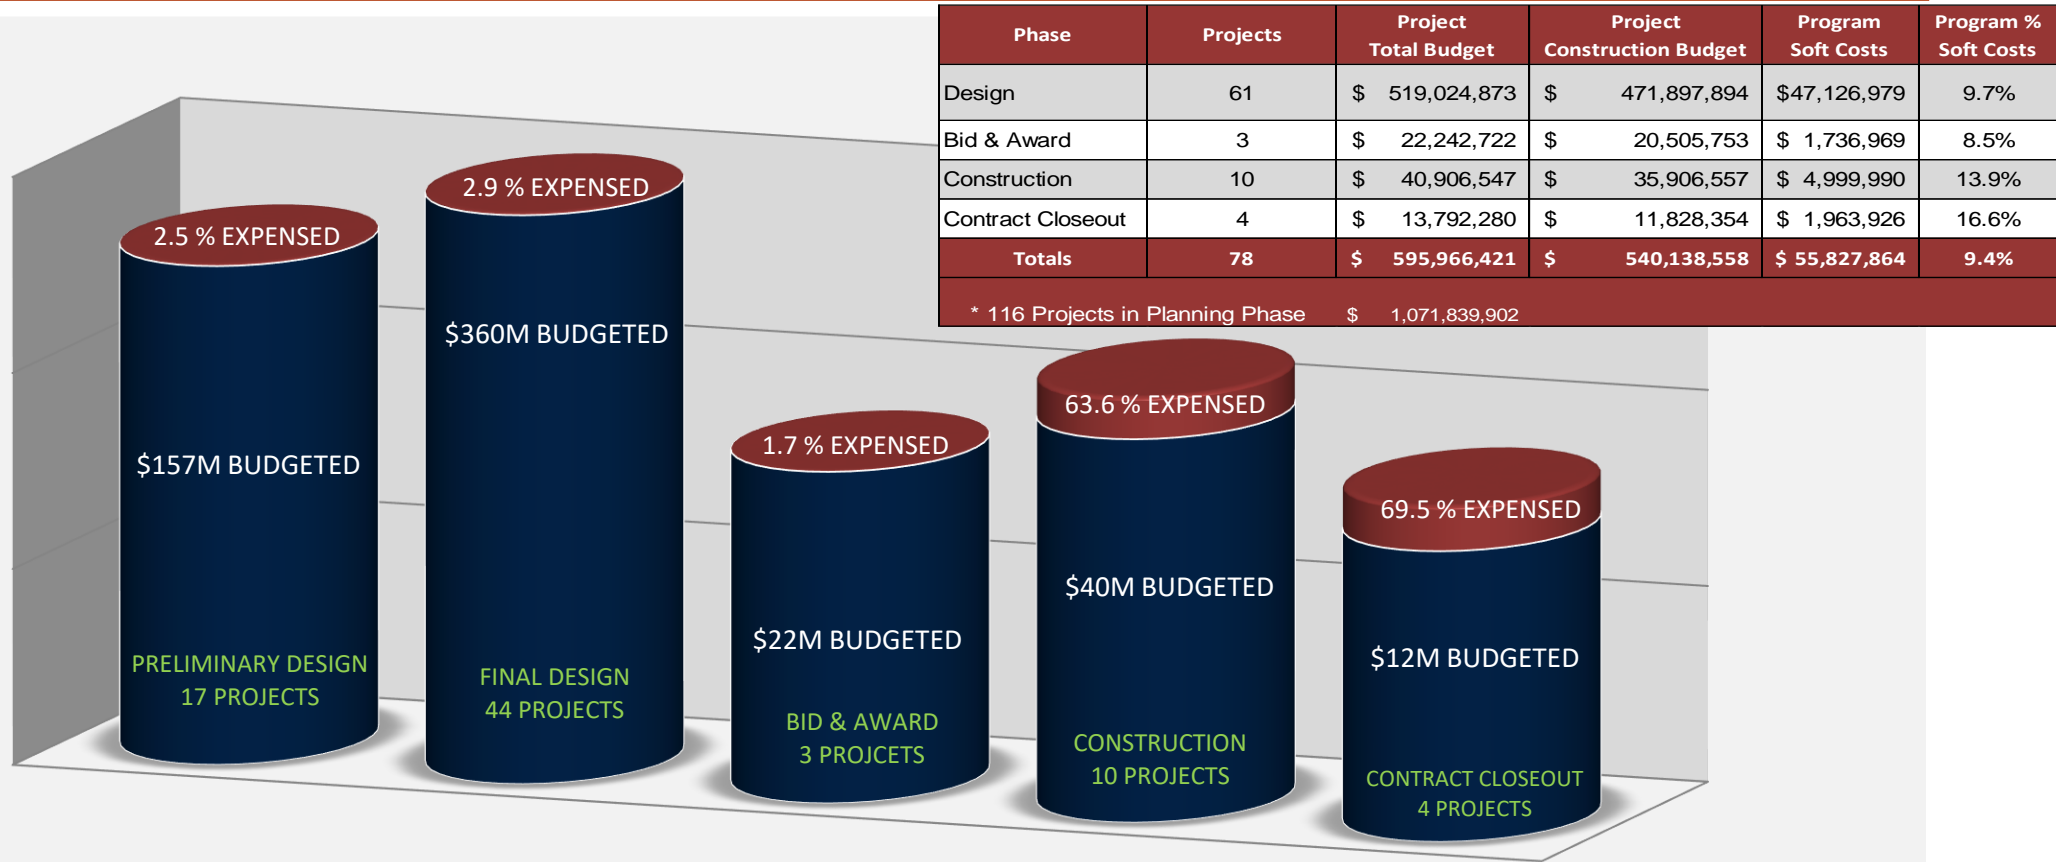 Phase Projects Project Total Budget Project Construction Budget Program Soft Costs Program % Soft Costs
Design 61 $ 519,024,873 $ 471,897,894 $47,126,979 9.7%
Bid & Award 3 $ 22,242,722 $ 20,505,753 $ 1,736,969 8.5%
Construction 10 $ 40,906,547 $ 35,906,557 $ 4,999,990 13.9%
Contract Closeout 4 $ 13,792,280 $ 11,828,354 $ 1,963,926 16.6%
Totals 78 $ 595,966,421 $ 540,138,558 $ 55,827,864 9.4%
* 116 Projects in Planning Phase $ 1,071,839,902
2.5 % EXPENSED
$157M BUDGETED
PRELIMINARY DESIGN
17 PROJECTS
2.9 % EXPENSED
$360M BUDGETED
FINAL DESIGN
44 PROJECTS
1.7 % EXPENSED
$22M BUDGETED
BID & AWARD
3 PROJCETS
63.6 % EXPENSED
$40M BUDGETED
CONSTRUCTION
10 PROJECTS
69.5 % EXPENSED
$12M BUDGETED
CONTRACT CLOSEOUT
4 PROJECTS